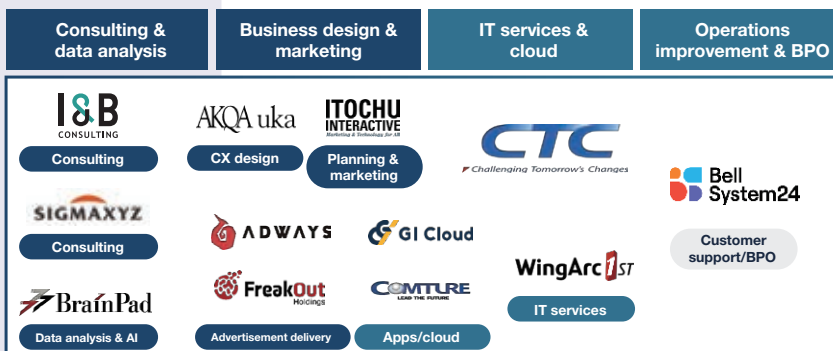 Consulting &
data analysis
Business design &
marketing
IT services &
cloud
Operations
improvement & BPO
I&B
CONSULTING
Consulting
AKQA uka
CX design
ITOCHU
INTERACTIVE
Marketing & Technology for All
Planning &
marketing
CTC
Challenging Tomorrow's Changes
Bell
System24
Customer
support/BPO
SIGMAXYZ
Consulting
ADWAYS
GI Cloud
WingArc1ST
IT services
BrainPad
Data analysis & AI
FreakOut
Holdings
Advertisement delivery
COMTURE
LEAD THE FUTURE
Apps/cloud